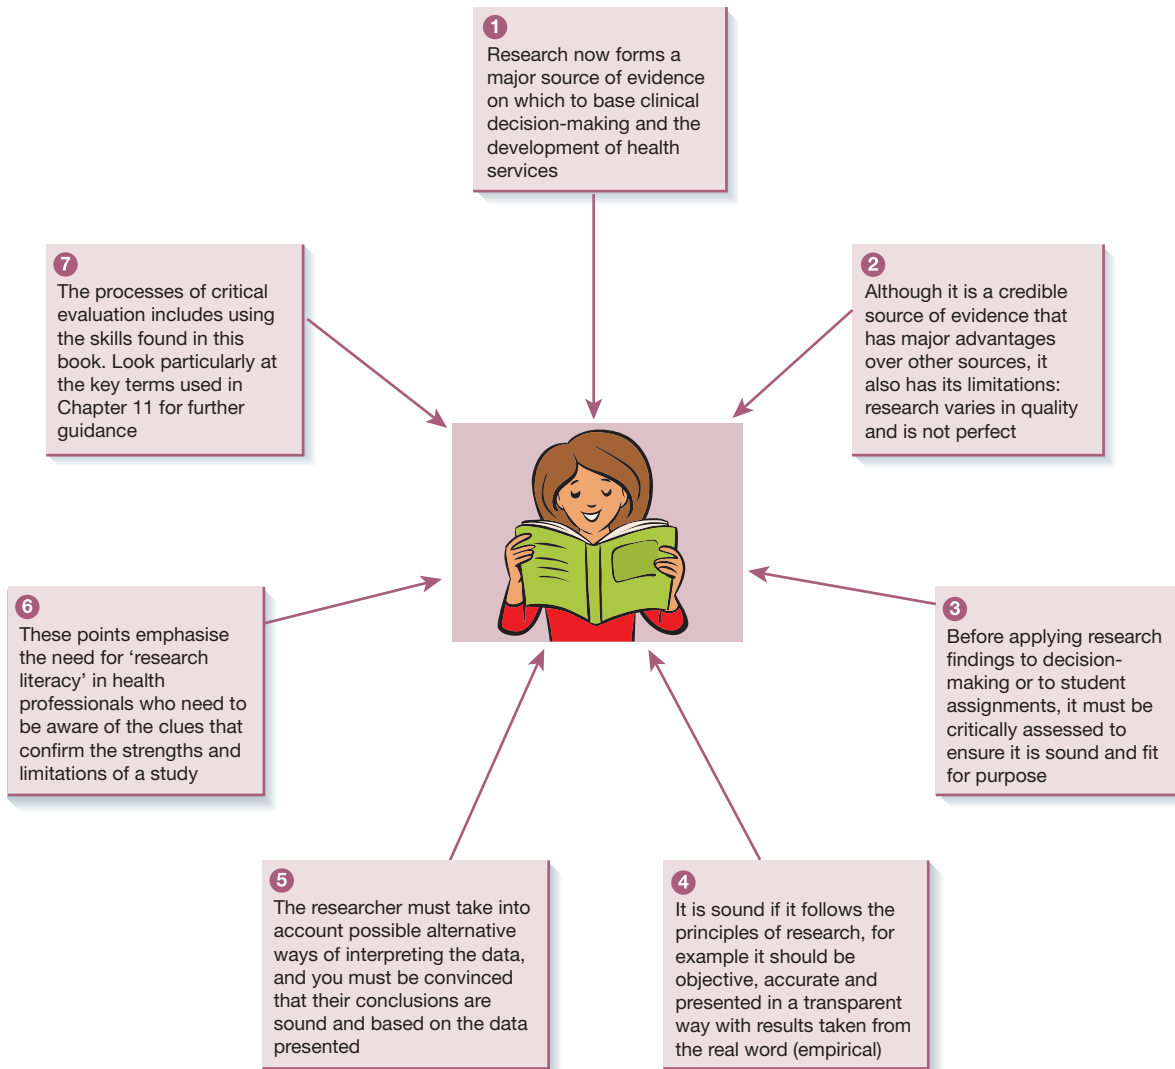 1
Research now forms a
major source of evidence
on which to base clinical
decision-making and the
development of health
services
2
Although it is a credible
source of evidence that
has major advantages
over other sources, it
also has its limitations:
research varies in quality
and is not perfect
3
Before applying research
findings to decision-
making or to student
assignments, it must be
critically assessed to
ensure it is sound and fit
for purpose
4
It is sound if it follows the
principles of research, for
example it should be
objective, accurate and
presented in a transparent
way with results taken from
the real word (empirical)
5
The researcher must take into
account possible alternative
ways of interpreting the data,
and you must be convinced
that their conclusions are
sound and based on the data
presented
6
These points emphasise
the need for ‘research
literacy’ in health
professionals who need to
be aware of the clues that
confirm the strengths and
limitations of a study
7
The processes of critical
evaluation includes using
the skills found in this
book. Look particularly at
the key terms used in
Chapter 11 for further
guidance